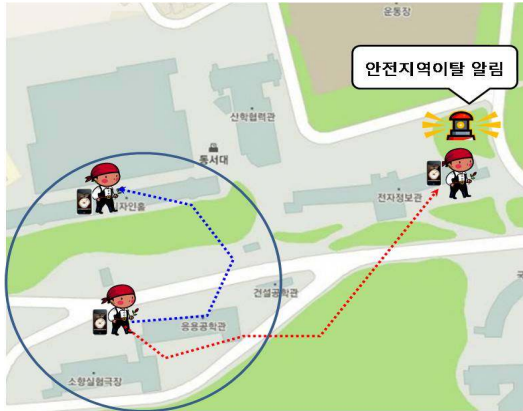 운동장
안전지역이탈 알림
산학협력관
동서대
전자정보관
자인홀
건설공학관
응용공학관
소향실험극장